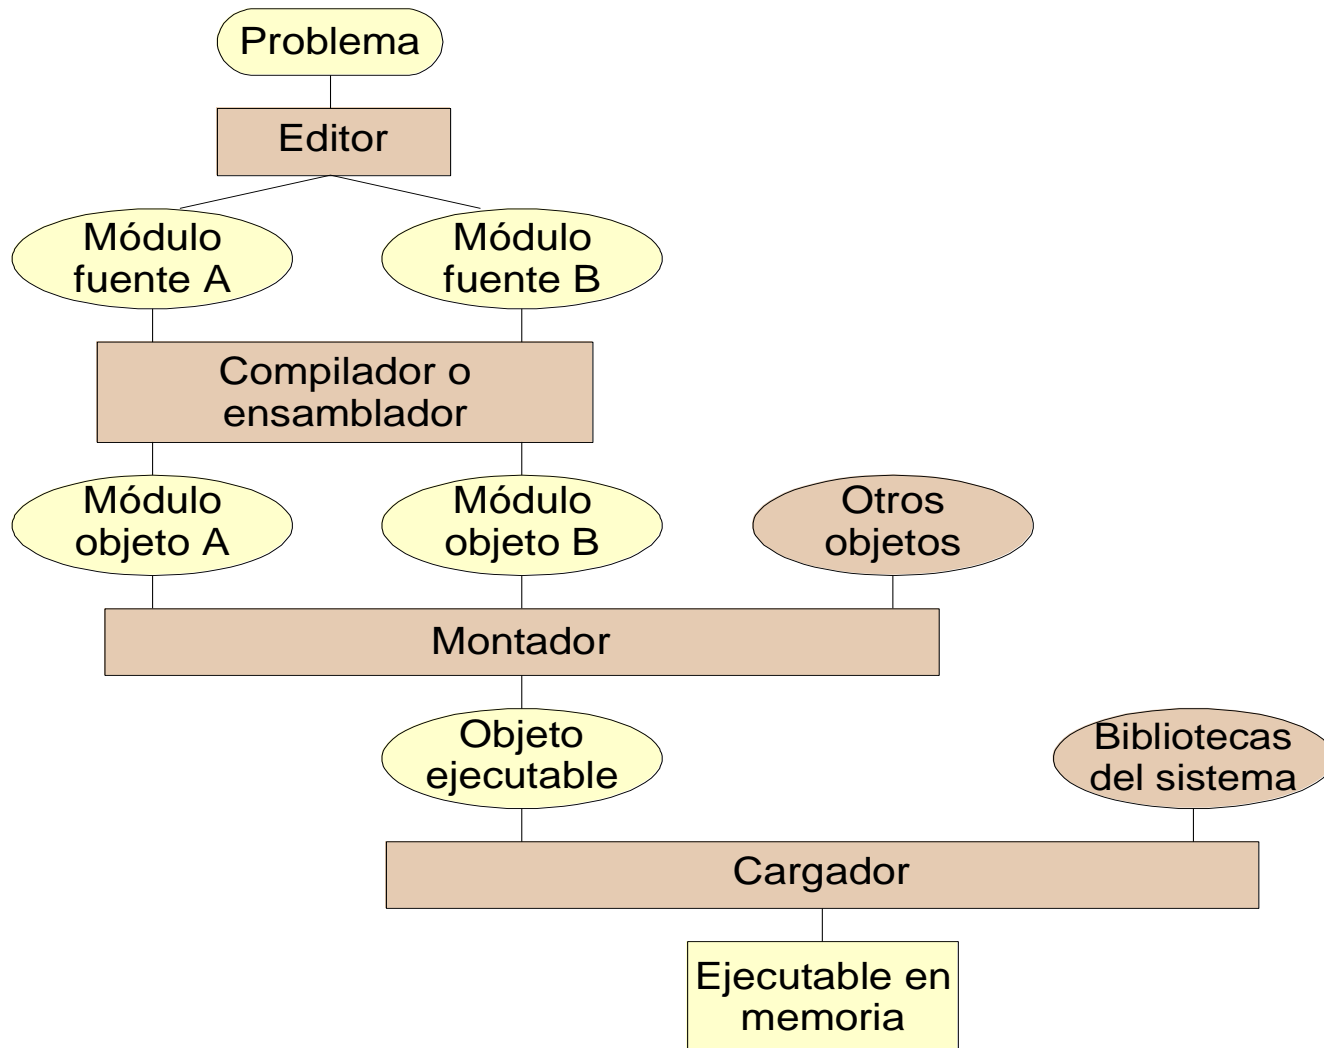 Problema
Editor
Módulo
fuente A
Módulo
fuente B
Compilador o
ensamblador
Módulo
objeto A
Módulo
objeto B
Otros
objetos
Montador
Objeto
ejecutable
Bibliotecas
del sistema
Cargador
Ejecutable en
memoria